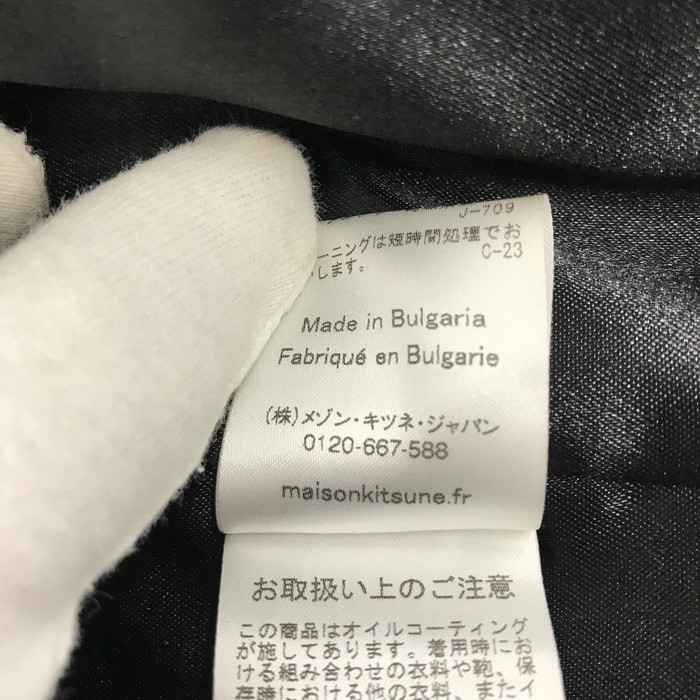 J-709
ーニングは短時間処理でお
C-23
します。
Made in Bulgaria
Fabriqué en Bulgarie
(株)メゾン・キツネ・ジャパン
0120-667-588
maisonkitsune.fr
お取扱い上のご注意
この商品はオイルコーティング
が施してあります。着用時にお
ける組み合わせの衣料や鞄、保
存時における他の衣料、またイ